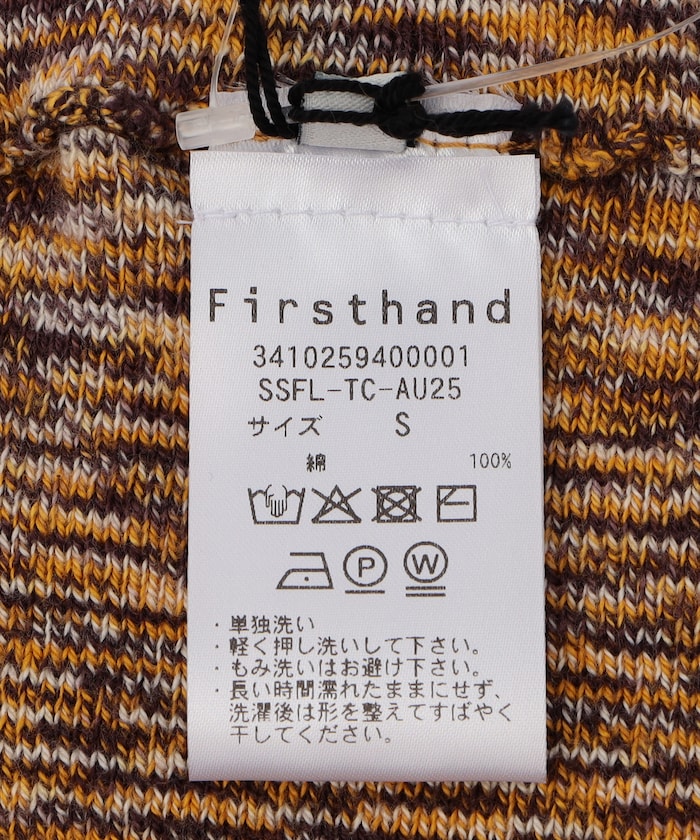 Firsthand
3410259400001
SSFL-TC-AU25
サイズ S
綿 100%
P W
・単独洗い
・軽く押し洗いして下さい。
・もみ洗いはお避け下さい。
・長い時間濡れたままにせず、
洗濯後は形を整えてすばやく
干してください。